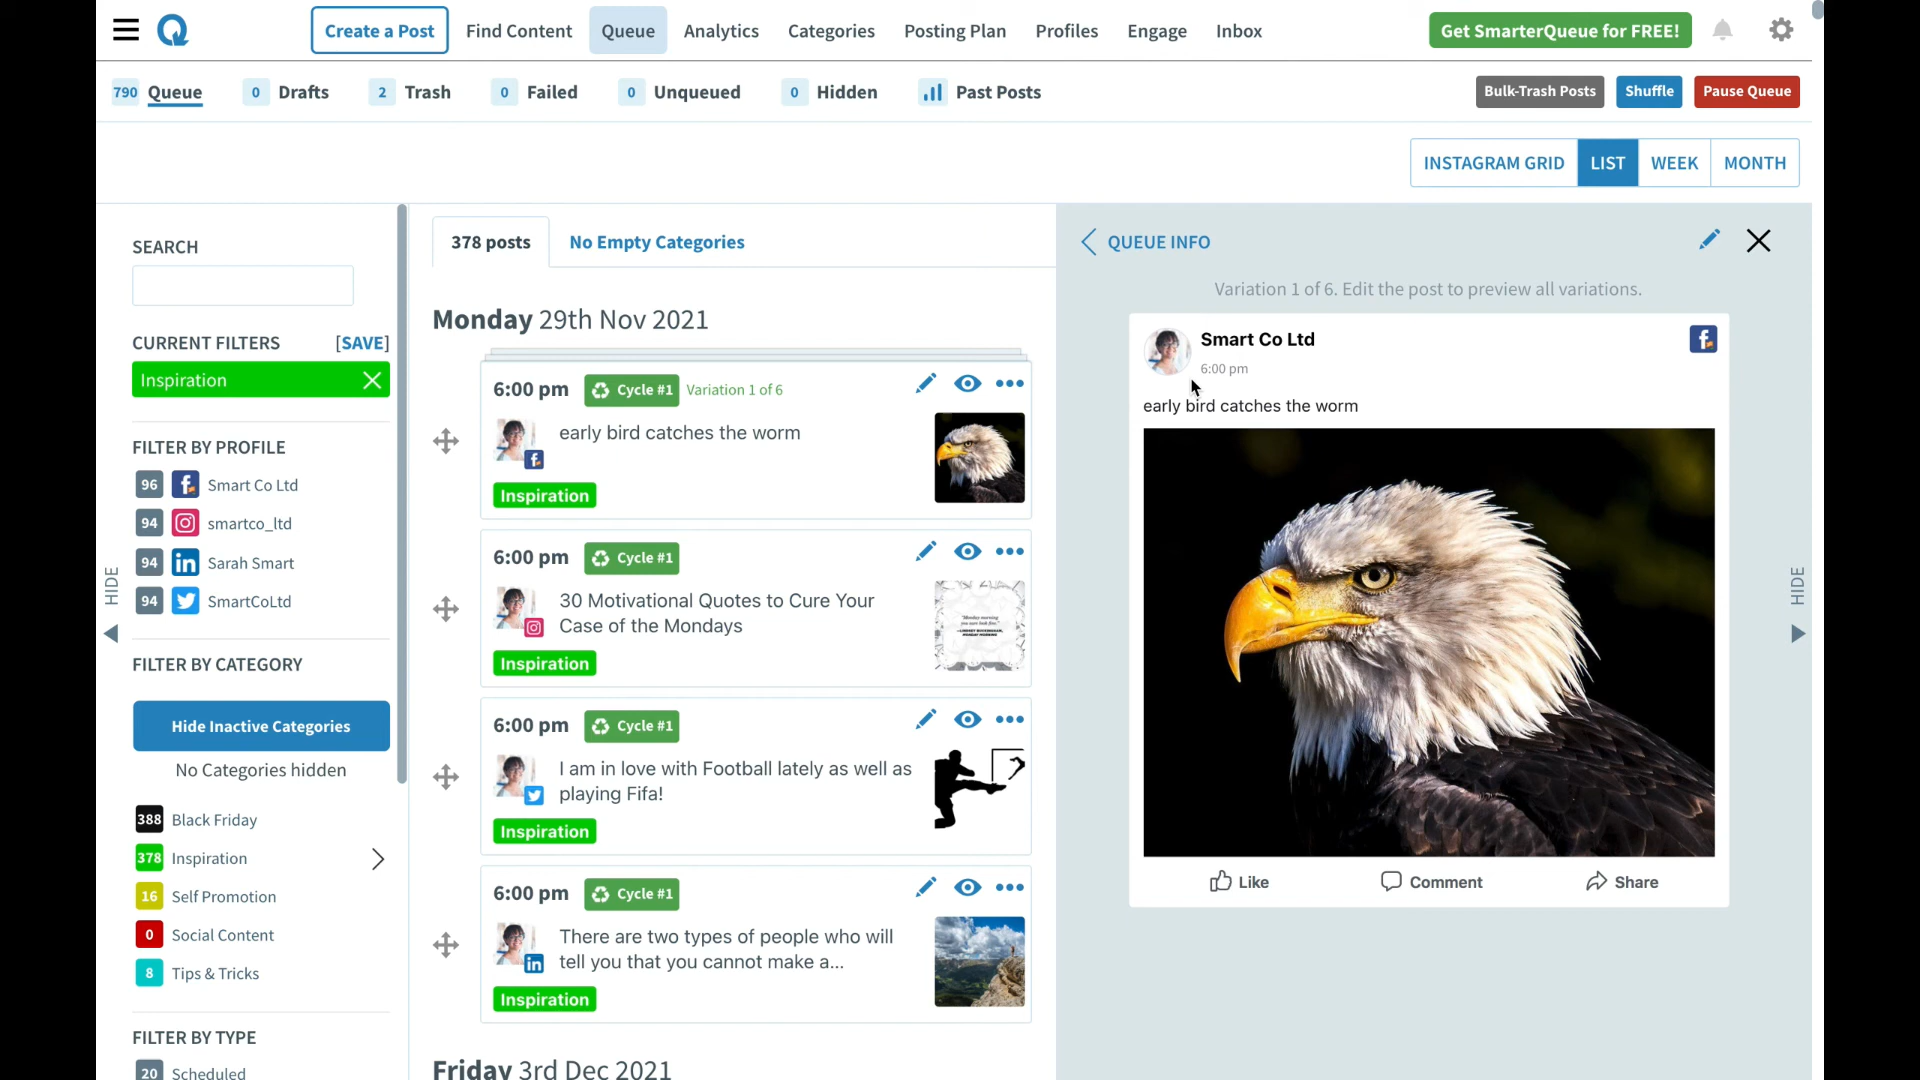 Create a Post
Find Content
Queue
Analytics
Categories
Posting Plan
Profiles
Engage
Inbox
Get SmarterQueue for FREE!
790 Queue
0 Drafts
2 Trash
0 Failed
0 Unqueued
0 Hidden
Past Posts
Bulk-Trash Posts
Shuffle
Pause Queue
INSTAGRAM GRID
LIST
WEEK
MONTH
SEARCH
CURRENT FILTERS [SAVE]
Inspiration
FILTER BY PROFILE
96 Smart Co Ltd
94 smartco_ltd
94 Sarah Smart
94 SmartCoLtd
HIDE
FILTER BY CATEGORY
Hide Inactive Categories
No Categories hidden
388 Black Friday
378 Inspiration
16 Self Promotion
0 Social Content
8 Tips & Tricks
FILTER BY TYPE
20 Scheduled
378 posts
No Empty Categories
Monday 29th Nov 2021
6:00 pm Cycle #1 Variation 1 of 6
early bird catches the worm
Inspiration
6:00 pm Cycle #1
30 Motivational Quotes to Cure Your
Case of the Mondays
Inspiration
6:00 pm Cycle #1
I am in love with Football lately as well as
playing Fifa!
Inspiration
6:00 pm Cycle #1
There are two types of people who will
tell you that you cannot make a...
Inspiration
Friday 3rd Dec 2021
QUEUE INFO
Variation 1 of 6. Edit the post to preview all variations.
Smart Co Ltd
6:00 pm
early bird catches the worm
Like
Comment
Share
HIDE